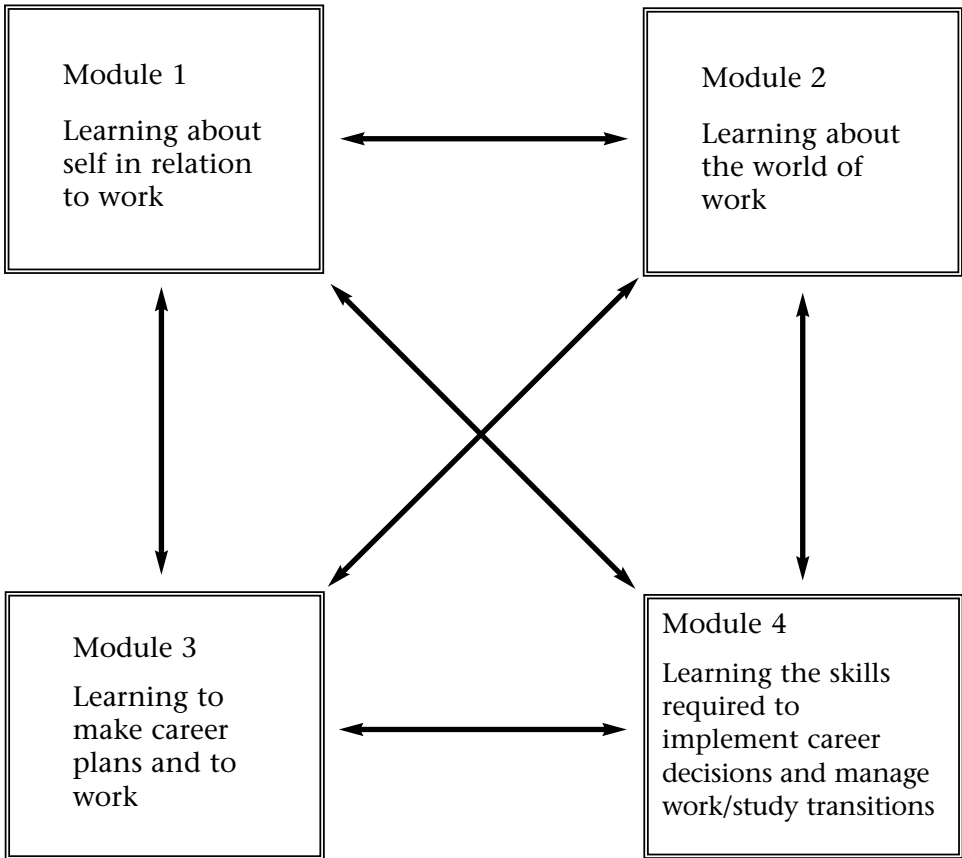 Module 1
Learning about
self in relation
to work
Module 2
Learning about
the world of
work
Module 3
Learning to
make career
plans and to
work
Module 4
Learning the skills
required to
implement career
decisions and manage
work/study transitions